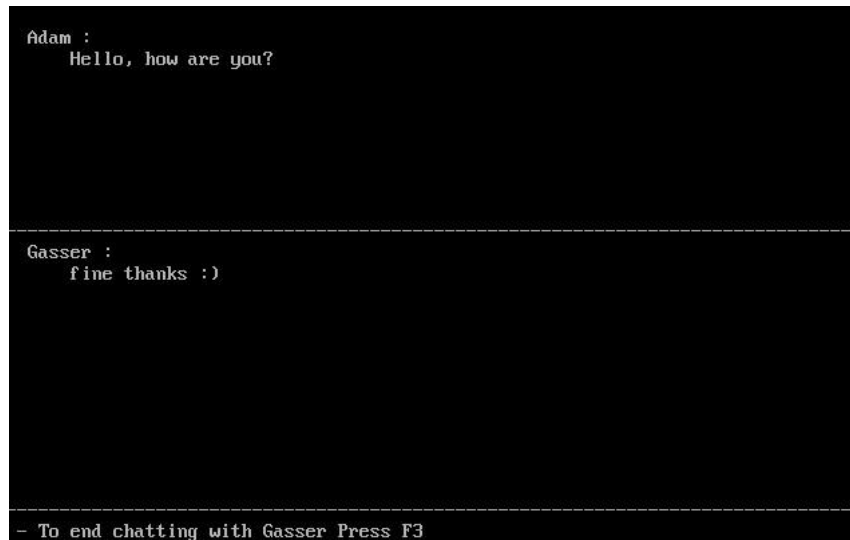 Adam :
Hello, how are you?
Gasser :
fine thanks :)
- To end chatting with Gasser Press F3